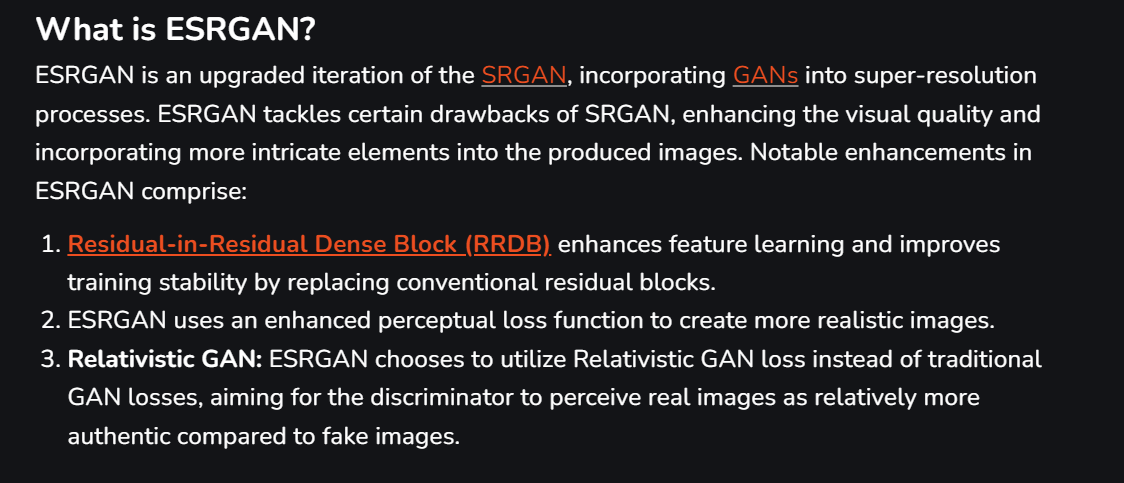 What is ESRGAN?
ESRGAN is an upgraded iteration of the SRGAN, incorporating GANs into super-resolution
processes. ESRGAN tackles certain drawbacks of SRGAN, enhancing the visual quality and
incorporating more intricate elements into the produced images. Notable enhancements in
ESRGAN comprise:
1. Residual-in-Residual Dense Block (RRDB) enhances feature learning and improves
training stability by replacing conventional residual blocks.
2. ESRGAN uses an enhanced perceptual loss function to create more realistic images.
3. Relativistic GAN: ESRGAN chooses to utilize Relativistic GAN loss instead of traditional
GAN losses, aiming for the discriminator to perceive real images as relatively more
authentic compared to fake images.